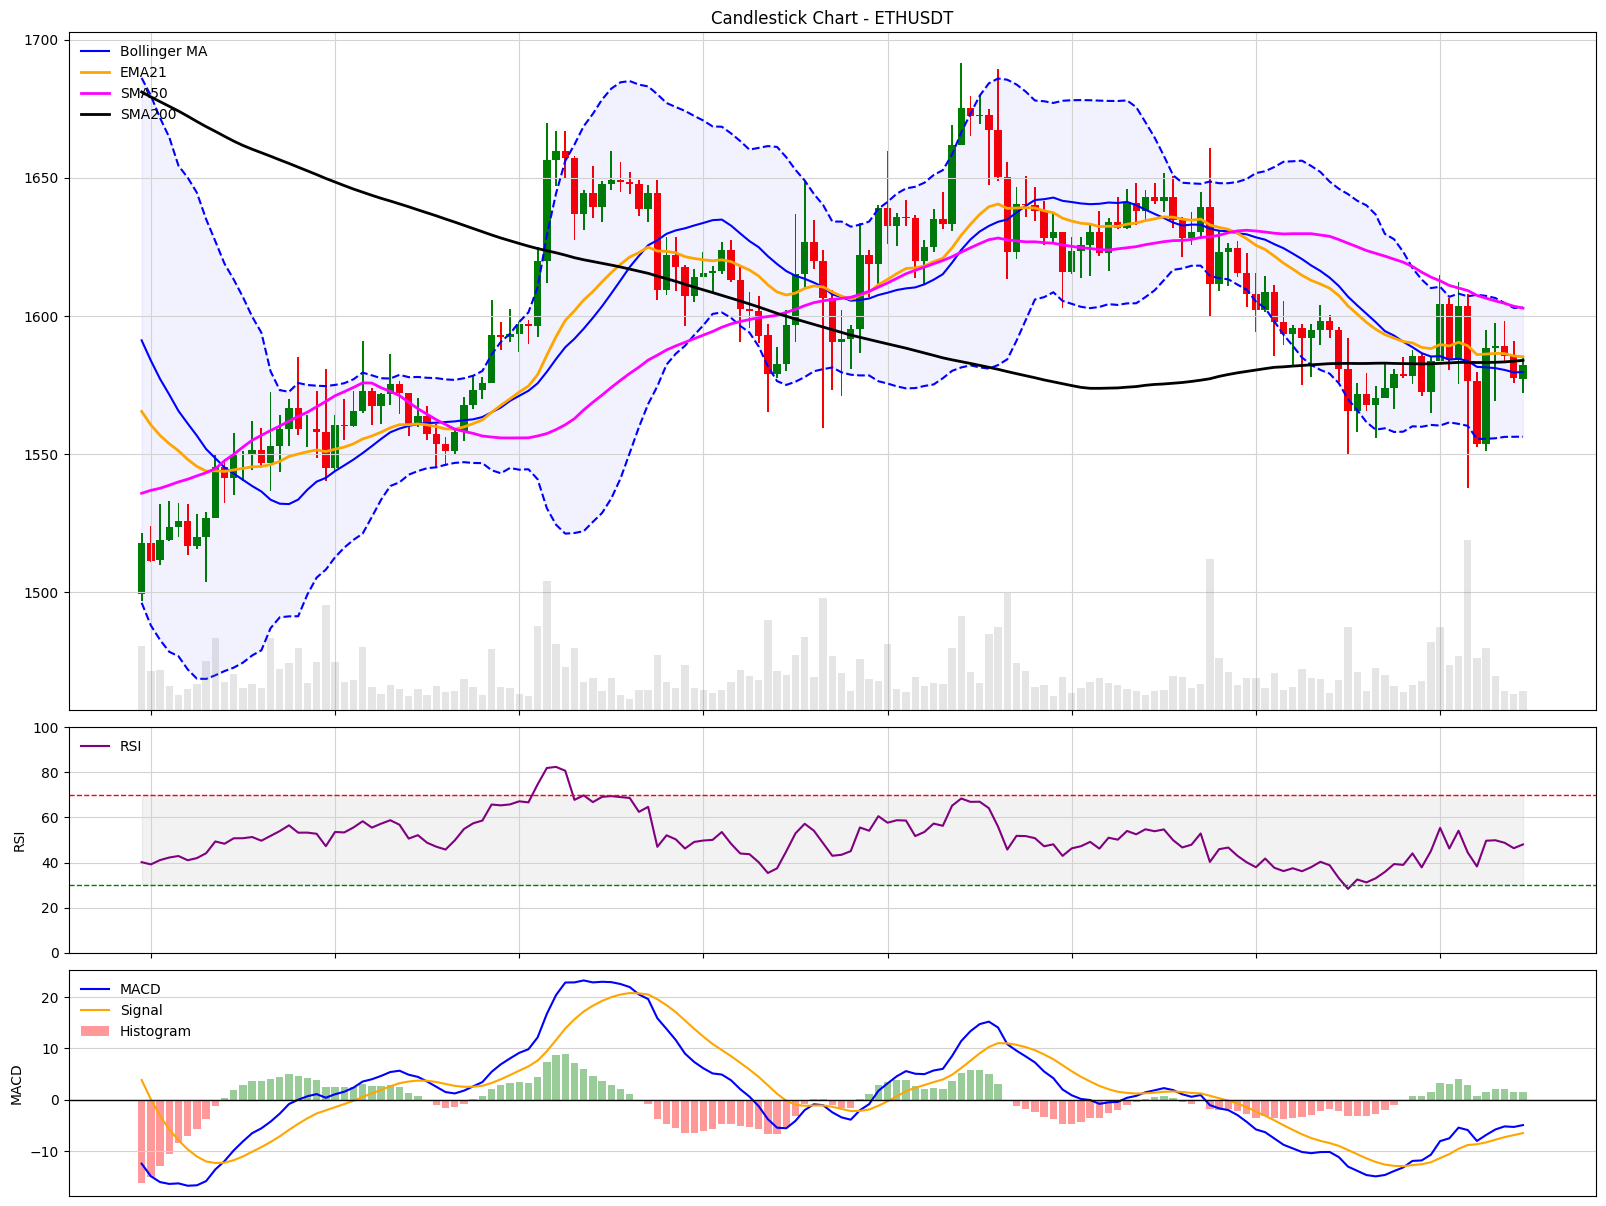 Candlestick Chart - ETHUSDT
1700
1650
1600
1550
1500
Bollinger MA
EMA21
SMA50
SMA200
RSI
100
80
60
40
20
0
RSI
MACD
20
10
0
−10
MACD
Signal
Histogram